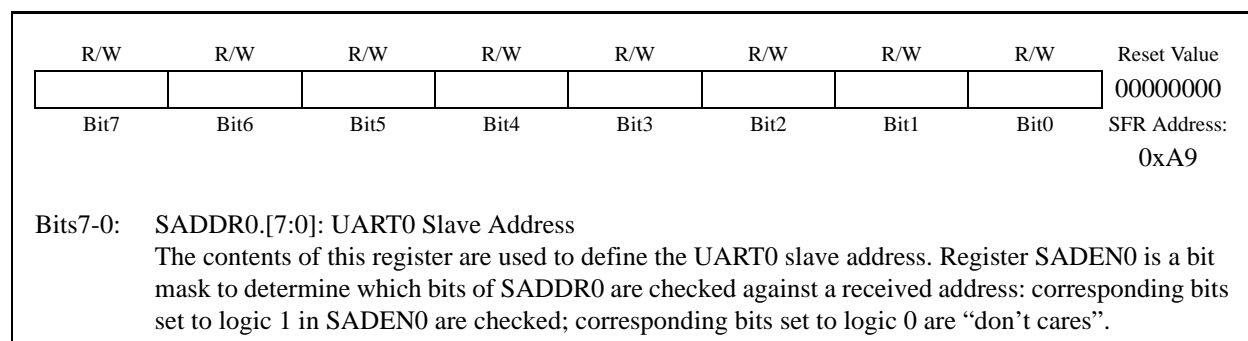 R/W R/W R/W R/W R/W R/W R/W R/W Reset Value
00000000
Bit7 Bit6 Bit5 Bit4 Bit3 Bit2 Bit1 Bit0 SFR Address:
0xA9
Bits7-0: SADDR0.[7:0]: UART0 Slave Address
The contents of this register are used to define the UART0 slave address. Register SADEN0 is a bit
mask to determine which bits of SADDR0 are checked against a received address: corresponding bits
set to logic 1 in SADEN0 are checked; corresponding bits set to logic 0 are “don’t cares”.